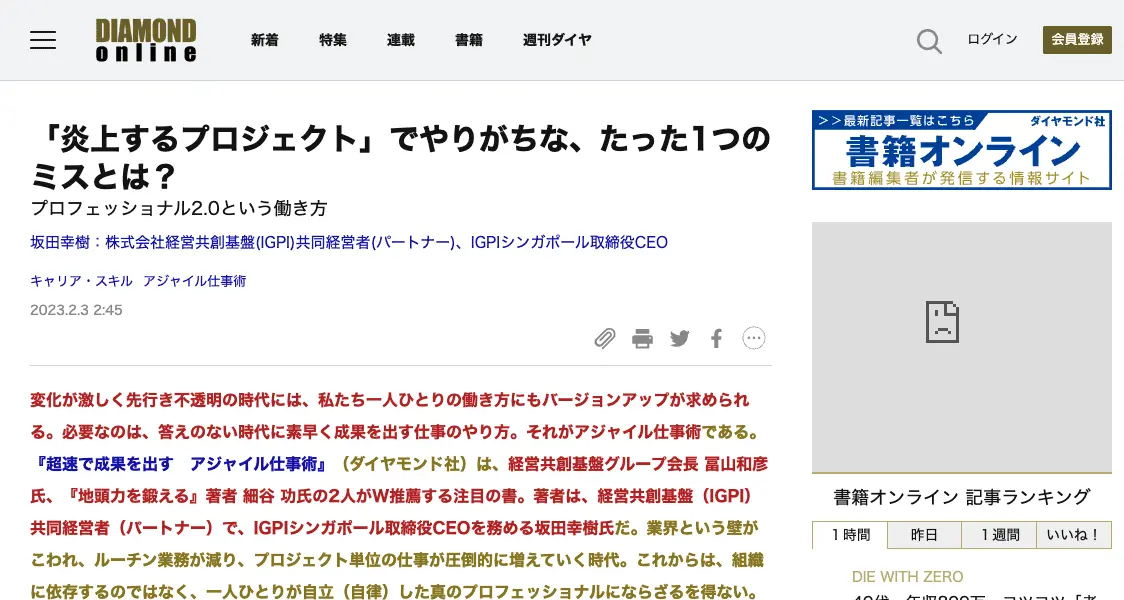 DIAMOND
online
新着 特集 連載 書籍 週刊ダイヤ
ログイン
会員登録
「炎上するプロジェクト」でやりがちな、たった1つの
ミスとは？
プロフェッショナル2.0という働き方
坂田幸樹：株式会社経営共創基盤(IGPI)共同経営者(パートナー)、IGPIシンガポール取締役CEO
キャリア・スキル アジャイル仕事術
2023.2.3 2:45
変化が激しく先行き不透明の時代には、私たち一人ひとりの働き方にもバージョンアップが求められ
る。必要なのは、答えのない時代に素早く成果を出す仕事のやり方。それがアジャイル仕事術である。
『超速で成果を出す　アジャイル仕事術』（ダイヤモンド社）は、経営共創基盤グループ会長 冨山和彦
氏、『地頭力を鍛える』著者 細谷 功氏の2人がW推薦する注目の書。著者は、経営共創基盤（IGPI）
共同経営者（パートナー）で、IGPIシンガポール取締役CEOを務める坂田幸樹氏だ。業界という壁が
こわれ、ルーチン業務が減り、プロジェクト単位の仕事が圧倒的に増えていく時代。これからは、組織
に依存するのではなく、一人ひとりが自立（自律）した真のプロフェッショナルにならざるを得ない。
>>最新記事一覧はこちら
ダイヤモンド社
書籍オンライン
書籍編集者が発信する情報サイト
書籍オンライン 記事ランキング
1時間 昨日 1週間 いいね！
DIE WITH ZERO